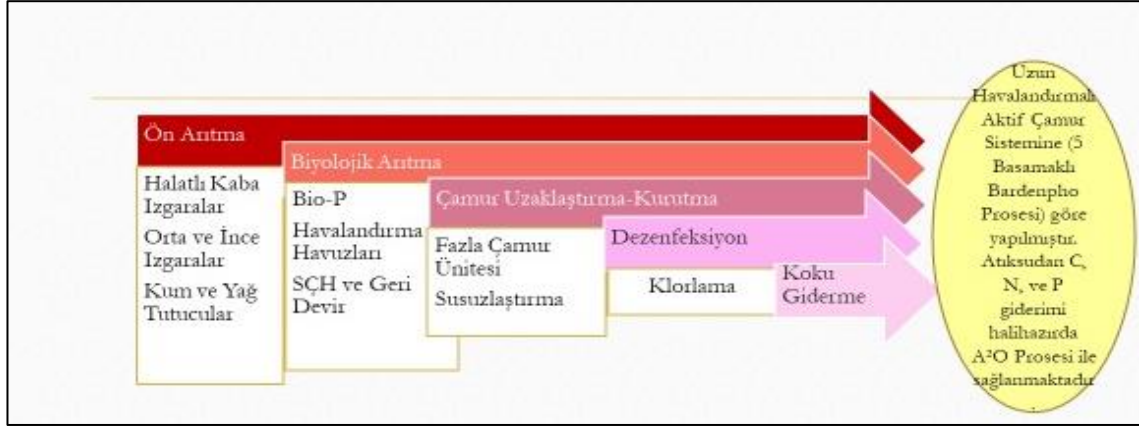 Ön Arıtma
Halatlı Kaba
Izgaralar
Orta ve İnce
Izgaralar
Kum ve Yağ
Tutucular
Biyolojik Arıtma
Bio-P
Havalandırma
Havuzları
SÇH ve Geri
Devir
Çamur Uzaklaştırma-Kurutma
Fazla Çamur
Ünitesi
Susuzlaştırma
Dezenfeksiyon
Klorlama
Koku
Giderme
Uzun
Havalandırmalı
Aktif Çamur
Sistemine (5
Basamaklı
Bardenpho
Prosesi) göre
yapılmıştır.
Atıksudan C,
N, ve P
giderimi
halihazırda
A²O Prosesi ile
sağlanmaktadır
.